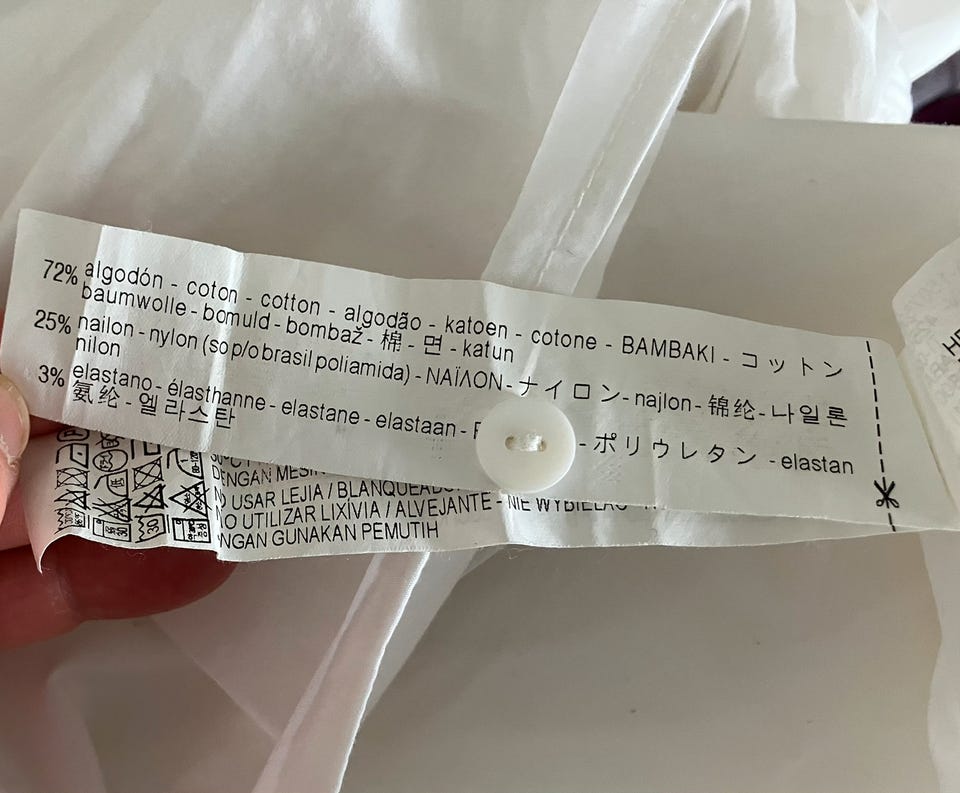 72% algodón - coton - cotton - algodão - katoen - cotone - BAMBAKI - コットン
baumwolle - bomuld - bombaž - 棉 - 면 - katun
25% nailon - nylon (so p/o brasil poliamida) - ΝΑΪΛΟΝ - ナイロン - najlon - 锦纶 - 나일론
nilon
3% elastano - élasthanne - elastane - elastaan - - ポリウレタン - elastan
氨纶 - 엘라스탄
DENGAN MESIN
NO USAR LEJIA / BLANQUEADO
NO UTILIZAR LIXÍVIA / ALVEJANTE - NIE WYBIELAĆ
NGAN GUNAKAN PEMUTIH